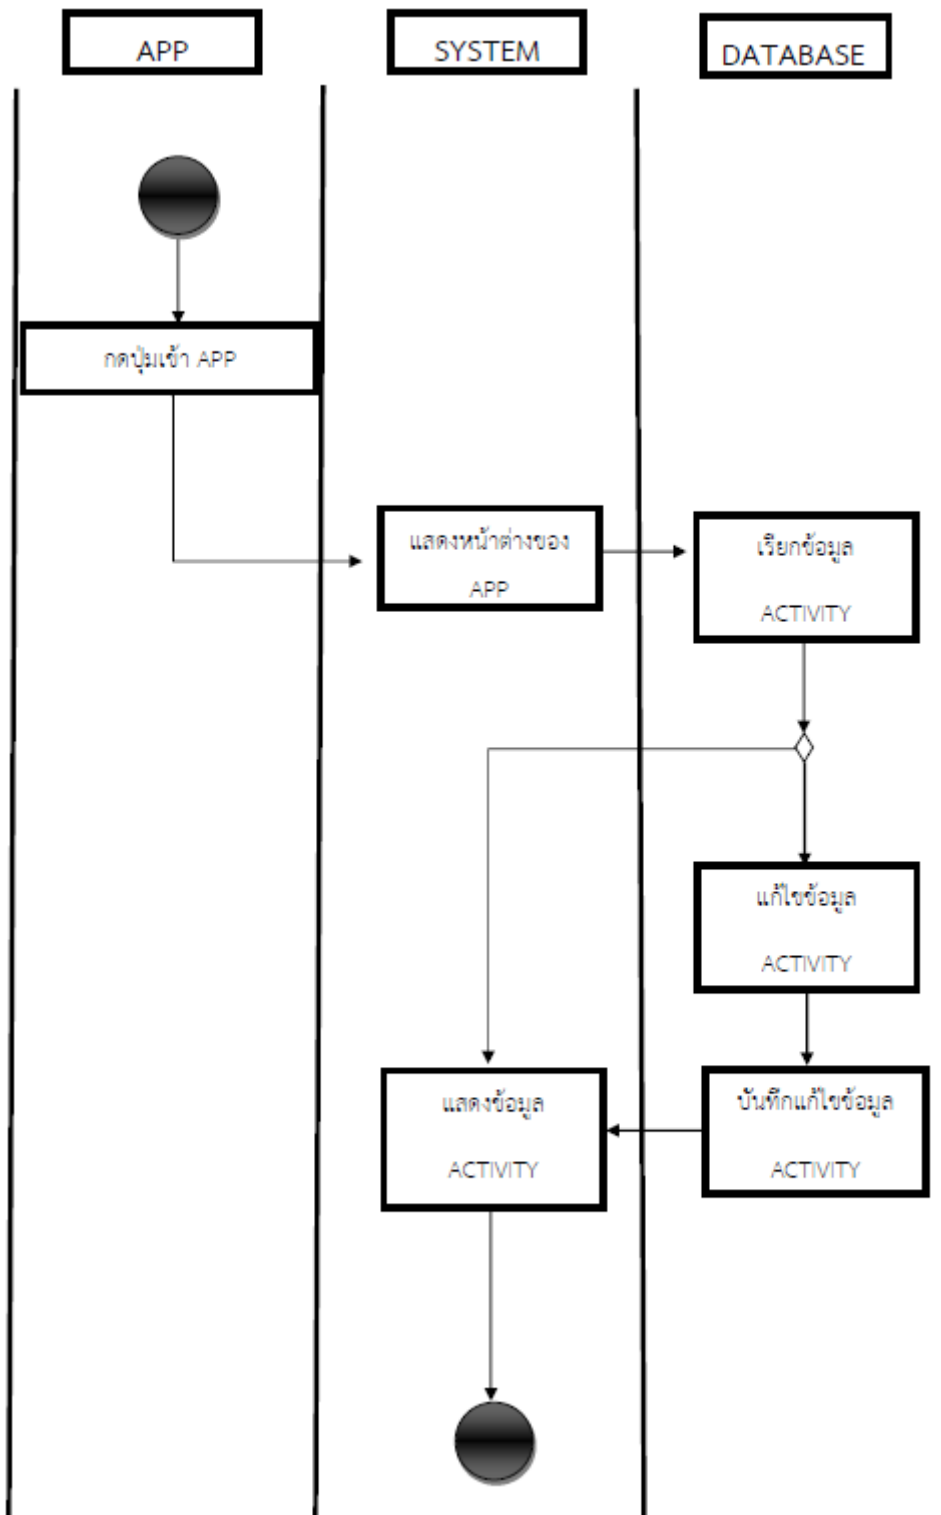 APP
SYSTEM
DATABASE
กดปุ่มเข้า APP
แสดงหน้าต่างของ
APP
เรียกข้อมูล
ACTIVITY
แก้ไขข้อมูล
ACTIVITY
แสดงข้อมูล
ACTIVITY
บันทึกแก้ไขข้อมูล
ACTIVITY